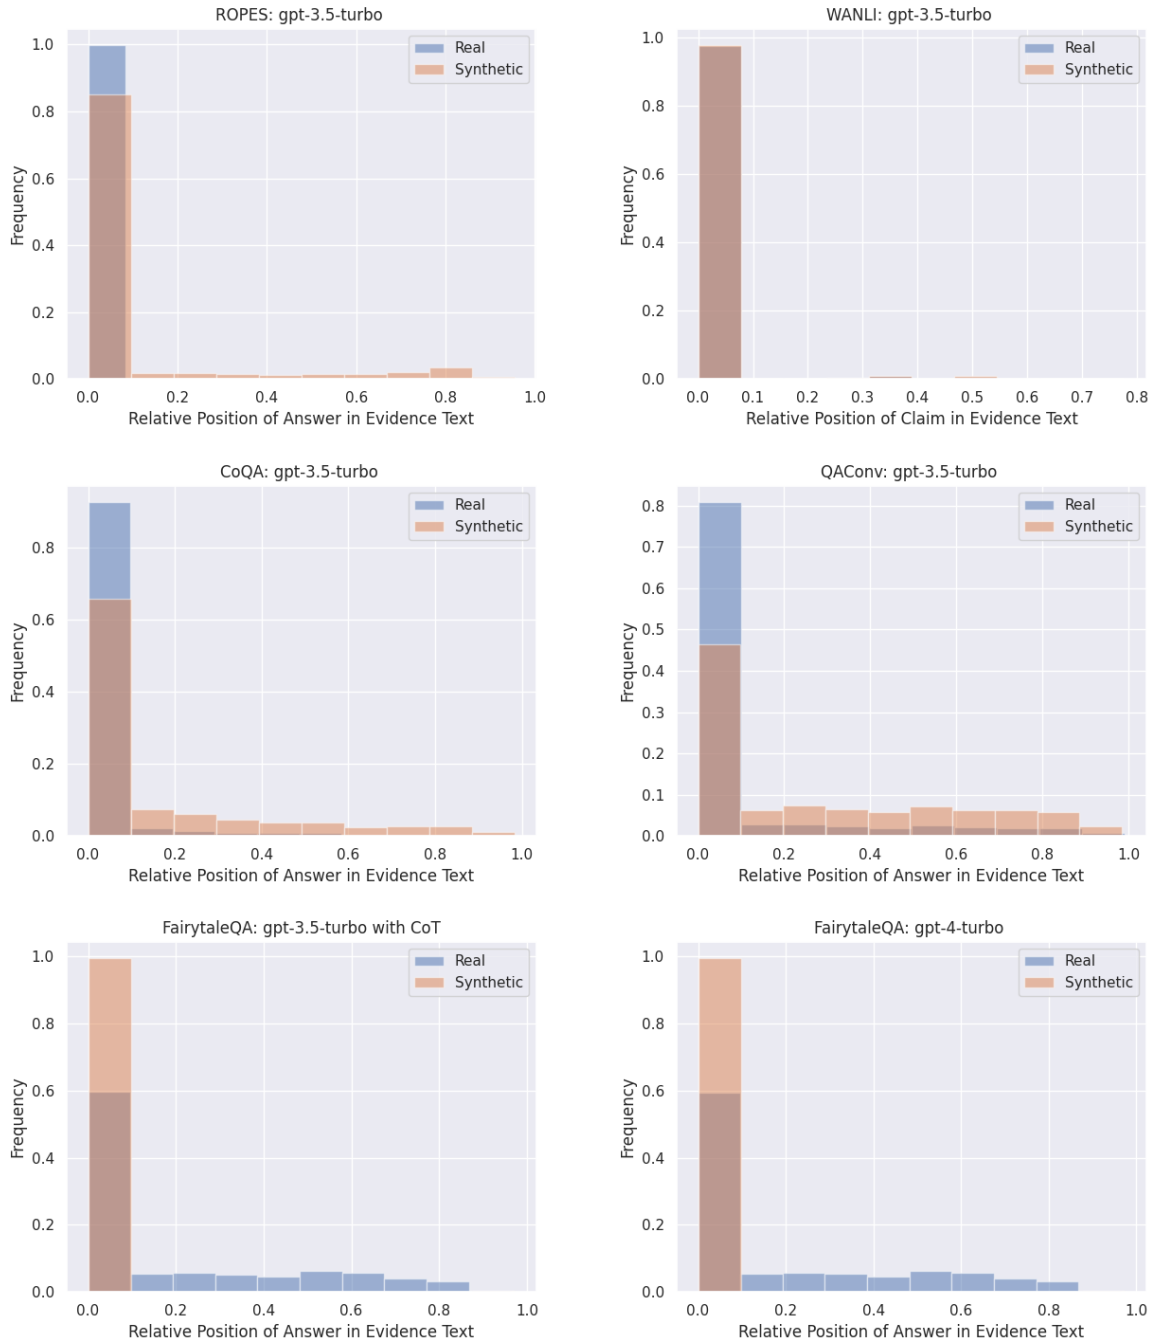 ROPES: gpt-3.5-turbo
Real
Synthetic
1.0
0.8
0.6
0.4
0.2
0.0
Frequency
0.0 0.2 0.4 0.6 0.8 1.0
Relative Position of Answer in Evidence Text
WANLI: gpt-3.5-turbo
Real
Synthetic
1.0
0.8
0.6
0.4
0.2
0.0
Frequency
0.0 0.1 0.2 0.3 0.4 0.5 0.6 0.7 0.8
Relative Position of Claim in Evidence Text
CoQA: gpt-3.5-turbo
Real
Synthetic
0.8
0.6
0.4
0.2
0.0
Frequency
0.0 0.2 0.4 0.6 0.8 1.0
Relative Position of Answer in Evidence Text
QAConv: gpt-3.5-turbo
Real
Synthetic
0.8
0.7
0.6
0.5
0.4
0.3
0.2
0.1
0.0
Frequency
0.0 0.2 0.4 0.6 0.8 1.0
Relative Position of Answer in Evidence Text
FairytaleQA: gpt-3.5-turbo with CoT
Real
Synthetic
1.0
0.8
0.6
0.4
0.2
0.0
Frequency
0.0 0.2 0.4 0.6 0.8 1.0
Relative Position of Answer in Evidence Text
FairytaleQA: gpt-4-turbo
Real
Synthetic
1.0
0.8
0.6
0.4
0.2
0.0
Frequency
0.0 0.2 0.4 0.6 0.8 1.0
Relative Position of Answer in Evidence Text